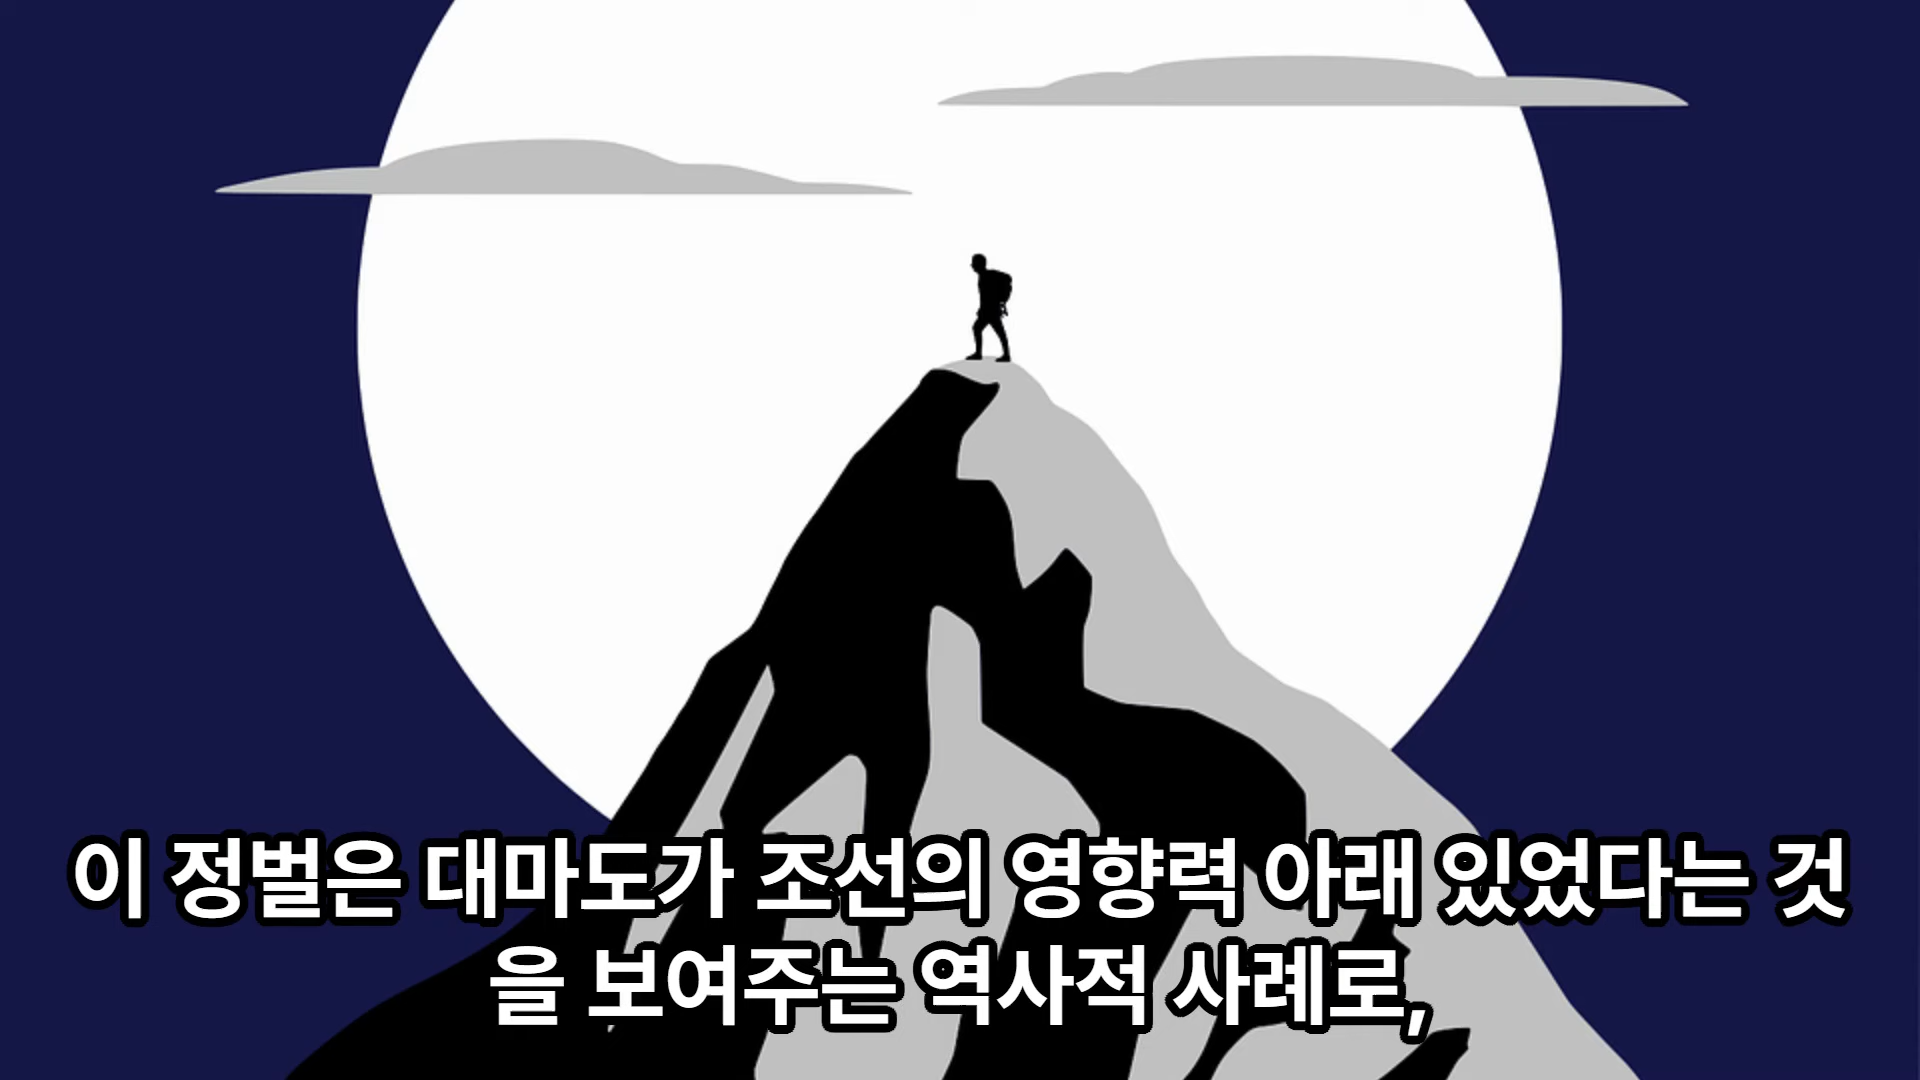 이 정벌은 대마도가 조선의 영향력 아래 있었다는 것
을 보여주는 역사적 사례로,